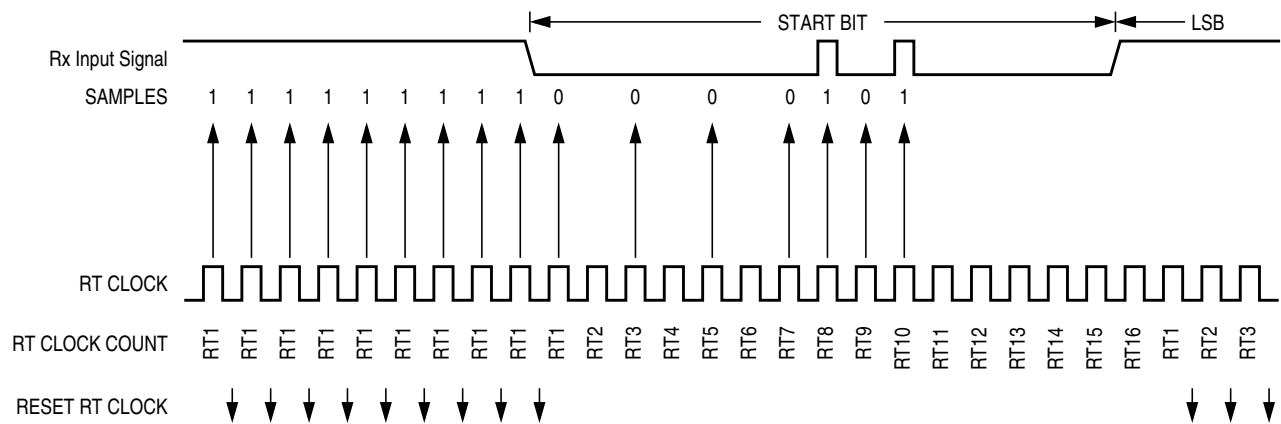 START BIT LSB
Rx Input Signal
SAMPLES 1 1 1 1 1 1 1 1 1 0 0 0 0 1 0 1
RT CLOCK
RT CLOCK COUNT RT1 RT1 RT1 RT1 RT1 RT1 RT1 RT1 RT1 RT1 RT2 RT3 RT4 RT5 RT6 RT7 RT8 RT9 RT10 RT11 RT12 RT13 RT14 RT15 RT16 RT1 RT2 RT3
RESET RT CLOCK